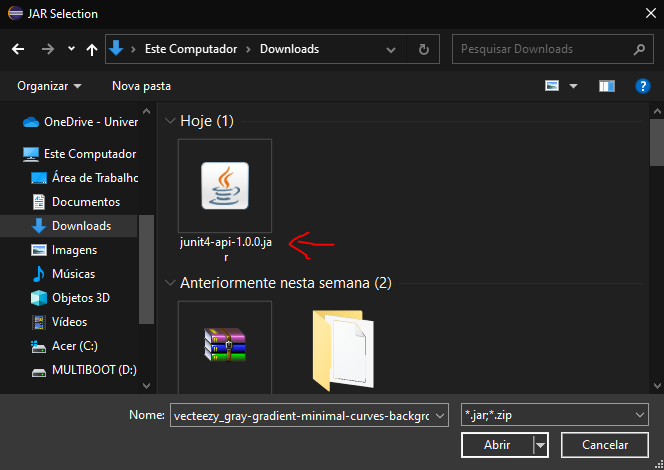 JAR Selection
Este Computador > Downloads
Pesquisar Downloads
Organizar
Nova pasta
?
OneDrive - Univer
Este Computador
Área de Trabalho
Documentos
Downloads
Imagens
Músicas
Objetos 3D
Vídeos
Acer (C:)
MULTIBOOT (D:)
Hoje (1)
junit4-api-1.0.0.ja
r
Anteriormente nesta semana (2)
Nome:
vecteezy_gray-gradient-minimal-curves-backgro
*.jar;*.zip
Abrir
Cancelar